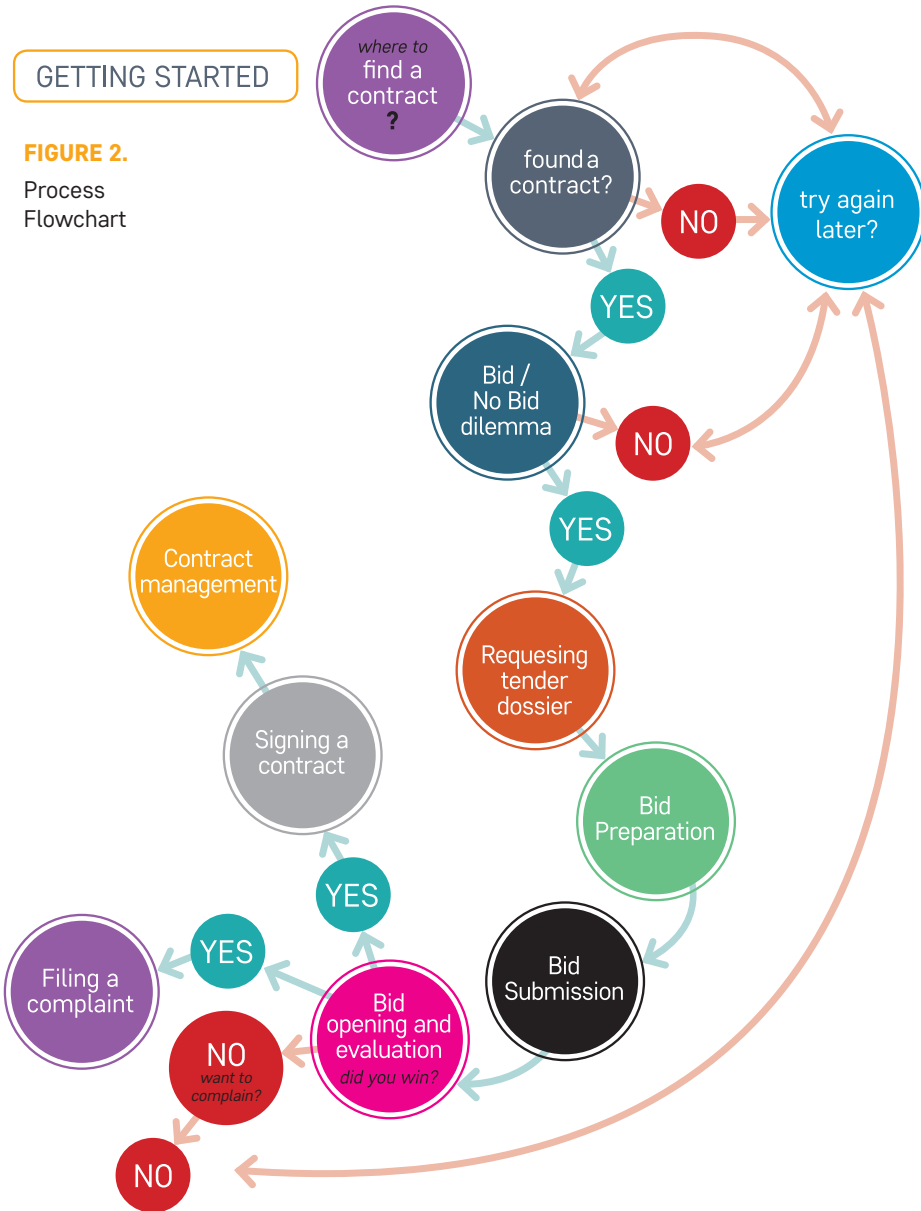 GETTING STARTED
FIGURE 2.
Process
Flowchart
where to
find a
contract
?
found a
contract?
NO
try again
later?
YES
Bid /
No Bid
dilemma
NO
YES
Requesing
tender
dossier
Bid
Preparation
Bid
Submission
Bid
opening and
evaluation
did you win?
YES
Signing a
contract
Contract
management
YES
Filing a
complaint
NO
want to
complain?
NO